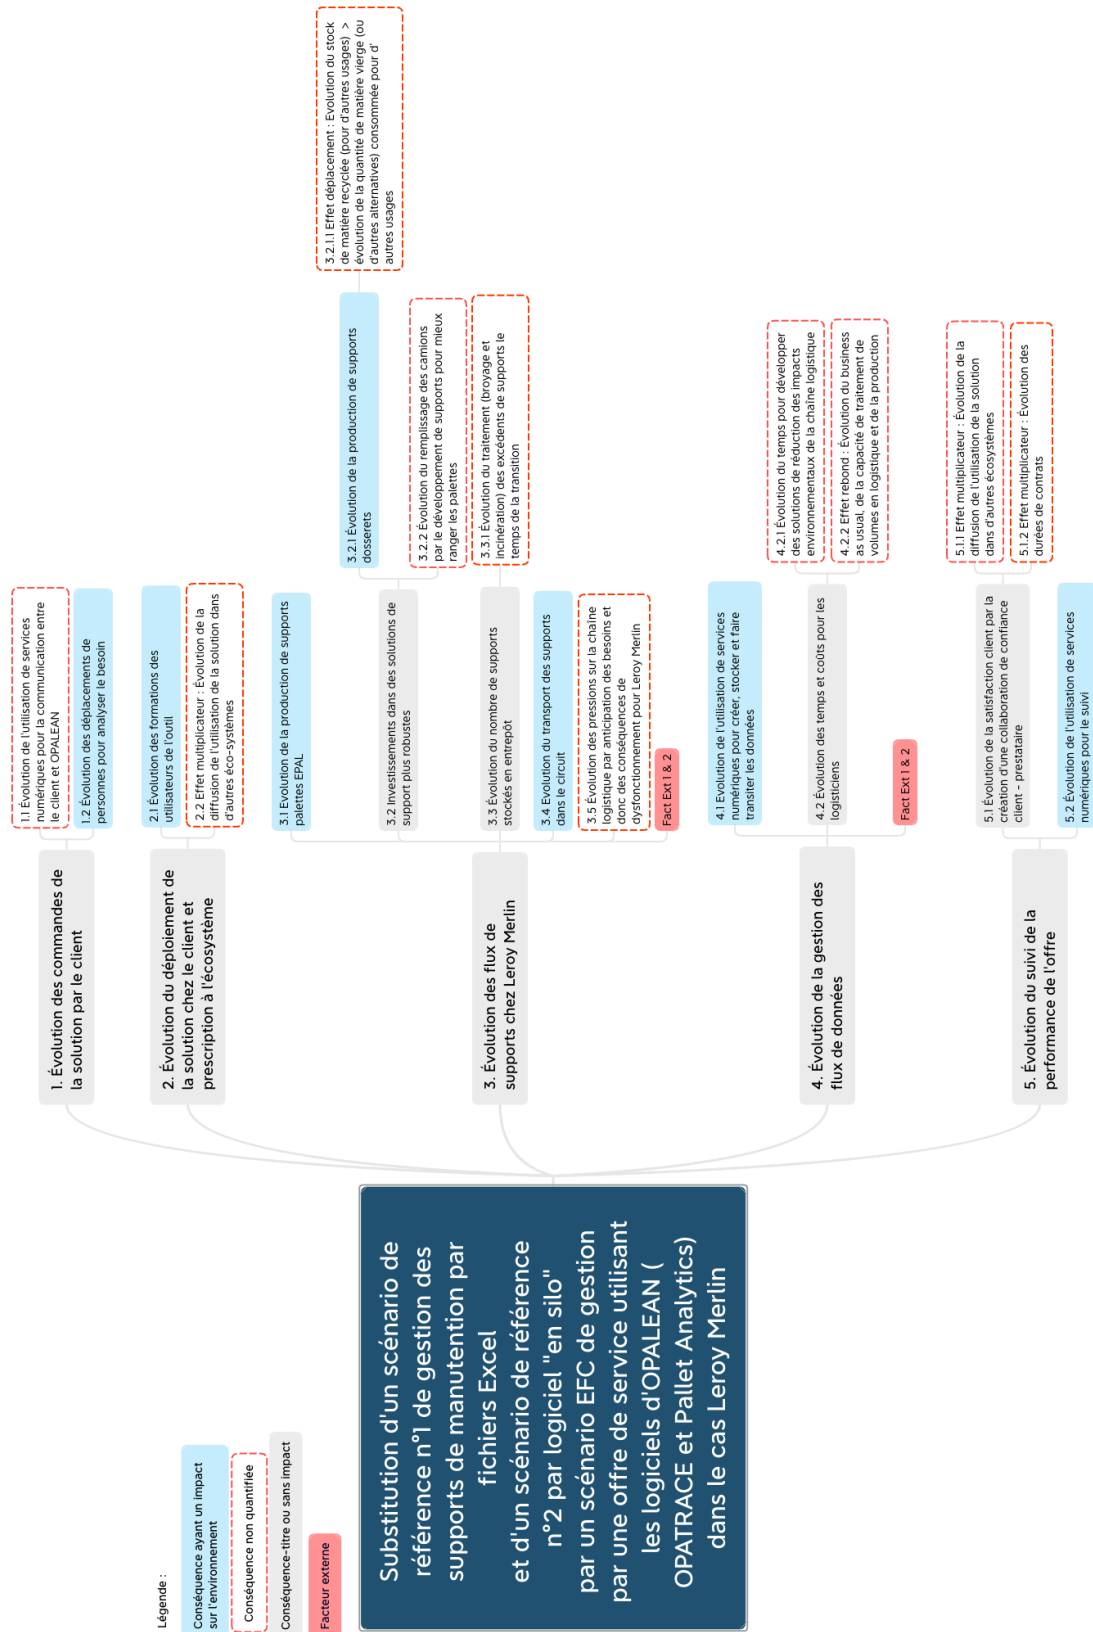 Légende :
Conséquence ayant un impact
sur l'environnement
Conséquence non quantifiée
Conséquence-titre ou sans impact
Facteur externe
Substitution d'un scénario de
référence n°1 de gestion des
supports de manutention par
fichiers Excel
et d'un scénario de référence
n°2 par logiciel "en silo"
par un scénario EFC de gestion
par une offre de service utilisant
les logiciels d'OPALEAN (
OPATRACE et Pallet Analytics)
dans le cas Leroy Merlin
1. Évolution des commandes de
la solution par le client
1.1 Évolution de l'utilisation de services
numériques pour la communication entre
le client et OPALEAN
1.2 Évolution des déplacements de
personnes pour analyser le besoin
2. Évolution du déploiement de
la solution chez le client et
prescription à l'écosystème
2.1 Évolution des formations des
utilisateurs de l'outil
2.2 Effet multiplicateur : Évolution de la
diffusion de l'utilisation de la solution dans
d'autres éco-systèmes
3. Évolution des flux de
supports chez Leroy Merlin
3.1 Evolution de la production de supports
palettes EPAL
3.2 Investissements dans des solutions de
support plus robustes
3.2.1 Évolution de la production de supports
dosserets
3.2.1.1 Effet déplacement : Evolution du stock
de matière recyclée (pour d'autres usages) >
évolution de la quantité de matière vierge (ou
d'autres alternatives) consommée pour d'
autres usages
3.2.2 Évolution du remplissage des camions
par le développement de supports pour mieux
ranger les palettes
3.3 Évolution du nombre de supports
stockés en entrepôt
3.3.1 Évolution du traitement (broyage et
incinération) des excédents de supports le
temps de la transition
3.4 Évolution du transport des supports
dans le circuit
3.5 Évolution des pressions sur la chaîne
logistique par anticipation des besoins et
donc des conséquences de
dysfonctionnement pour Leroy Merlin
Fact Ext 1 & 2
4. Évolution de la gestion des
flux de données
4.1 Évolution de l'utilisation de services
numériques pour créer, stocker et faire
transiter les données
4.2 Évolution des temps et coûts pour les
logisticiens
4.2.1 Évolution du temps pour développer
des solutions de réduction des impacts
environnementaux de la chaîne logistique
4.2.2 Effet rebond : Évolution du business
as usual, de la capacité de traitement de
volumes en logistique et de la production
Fact Ext 1 & 2
5. Évolution du suivi de la
performance de l'offre
5.1 Évolution de la satisfaction client par la
création d'une collaboration de confiance
client – prestataire
5.1.1 Effet multiplicateur : Évolution de la
diffusion de l'utilisation de la solution
dans d'autres écosystèmes
5.1.2 Effet multiplicateur : Évolution des
durées de contrats
5.2 Évolution de l'utilisation de services
numériques pour le suivi